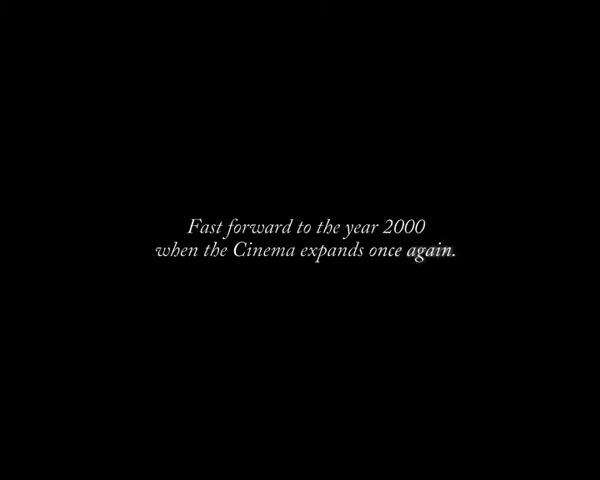 Fast forward to the year 2000
when the Cinema expands once again.